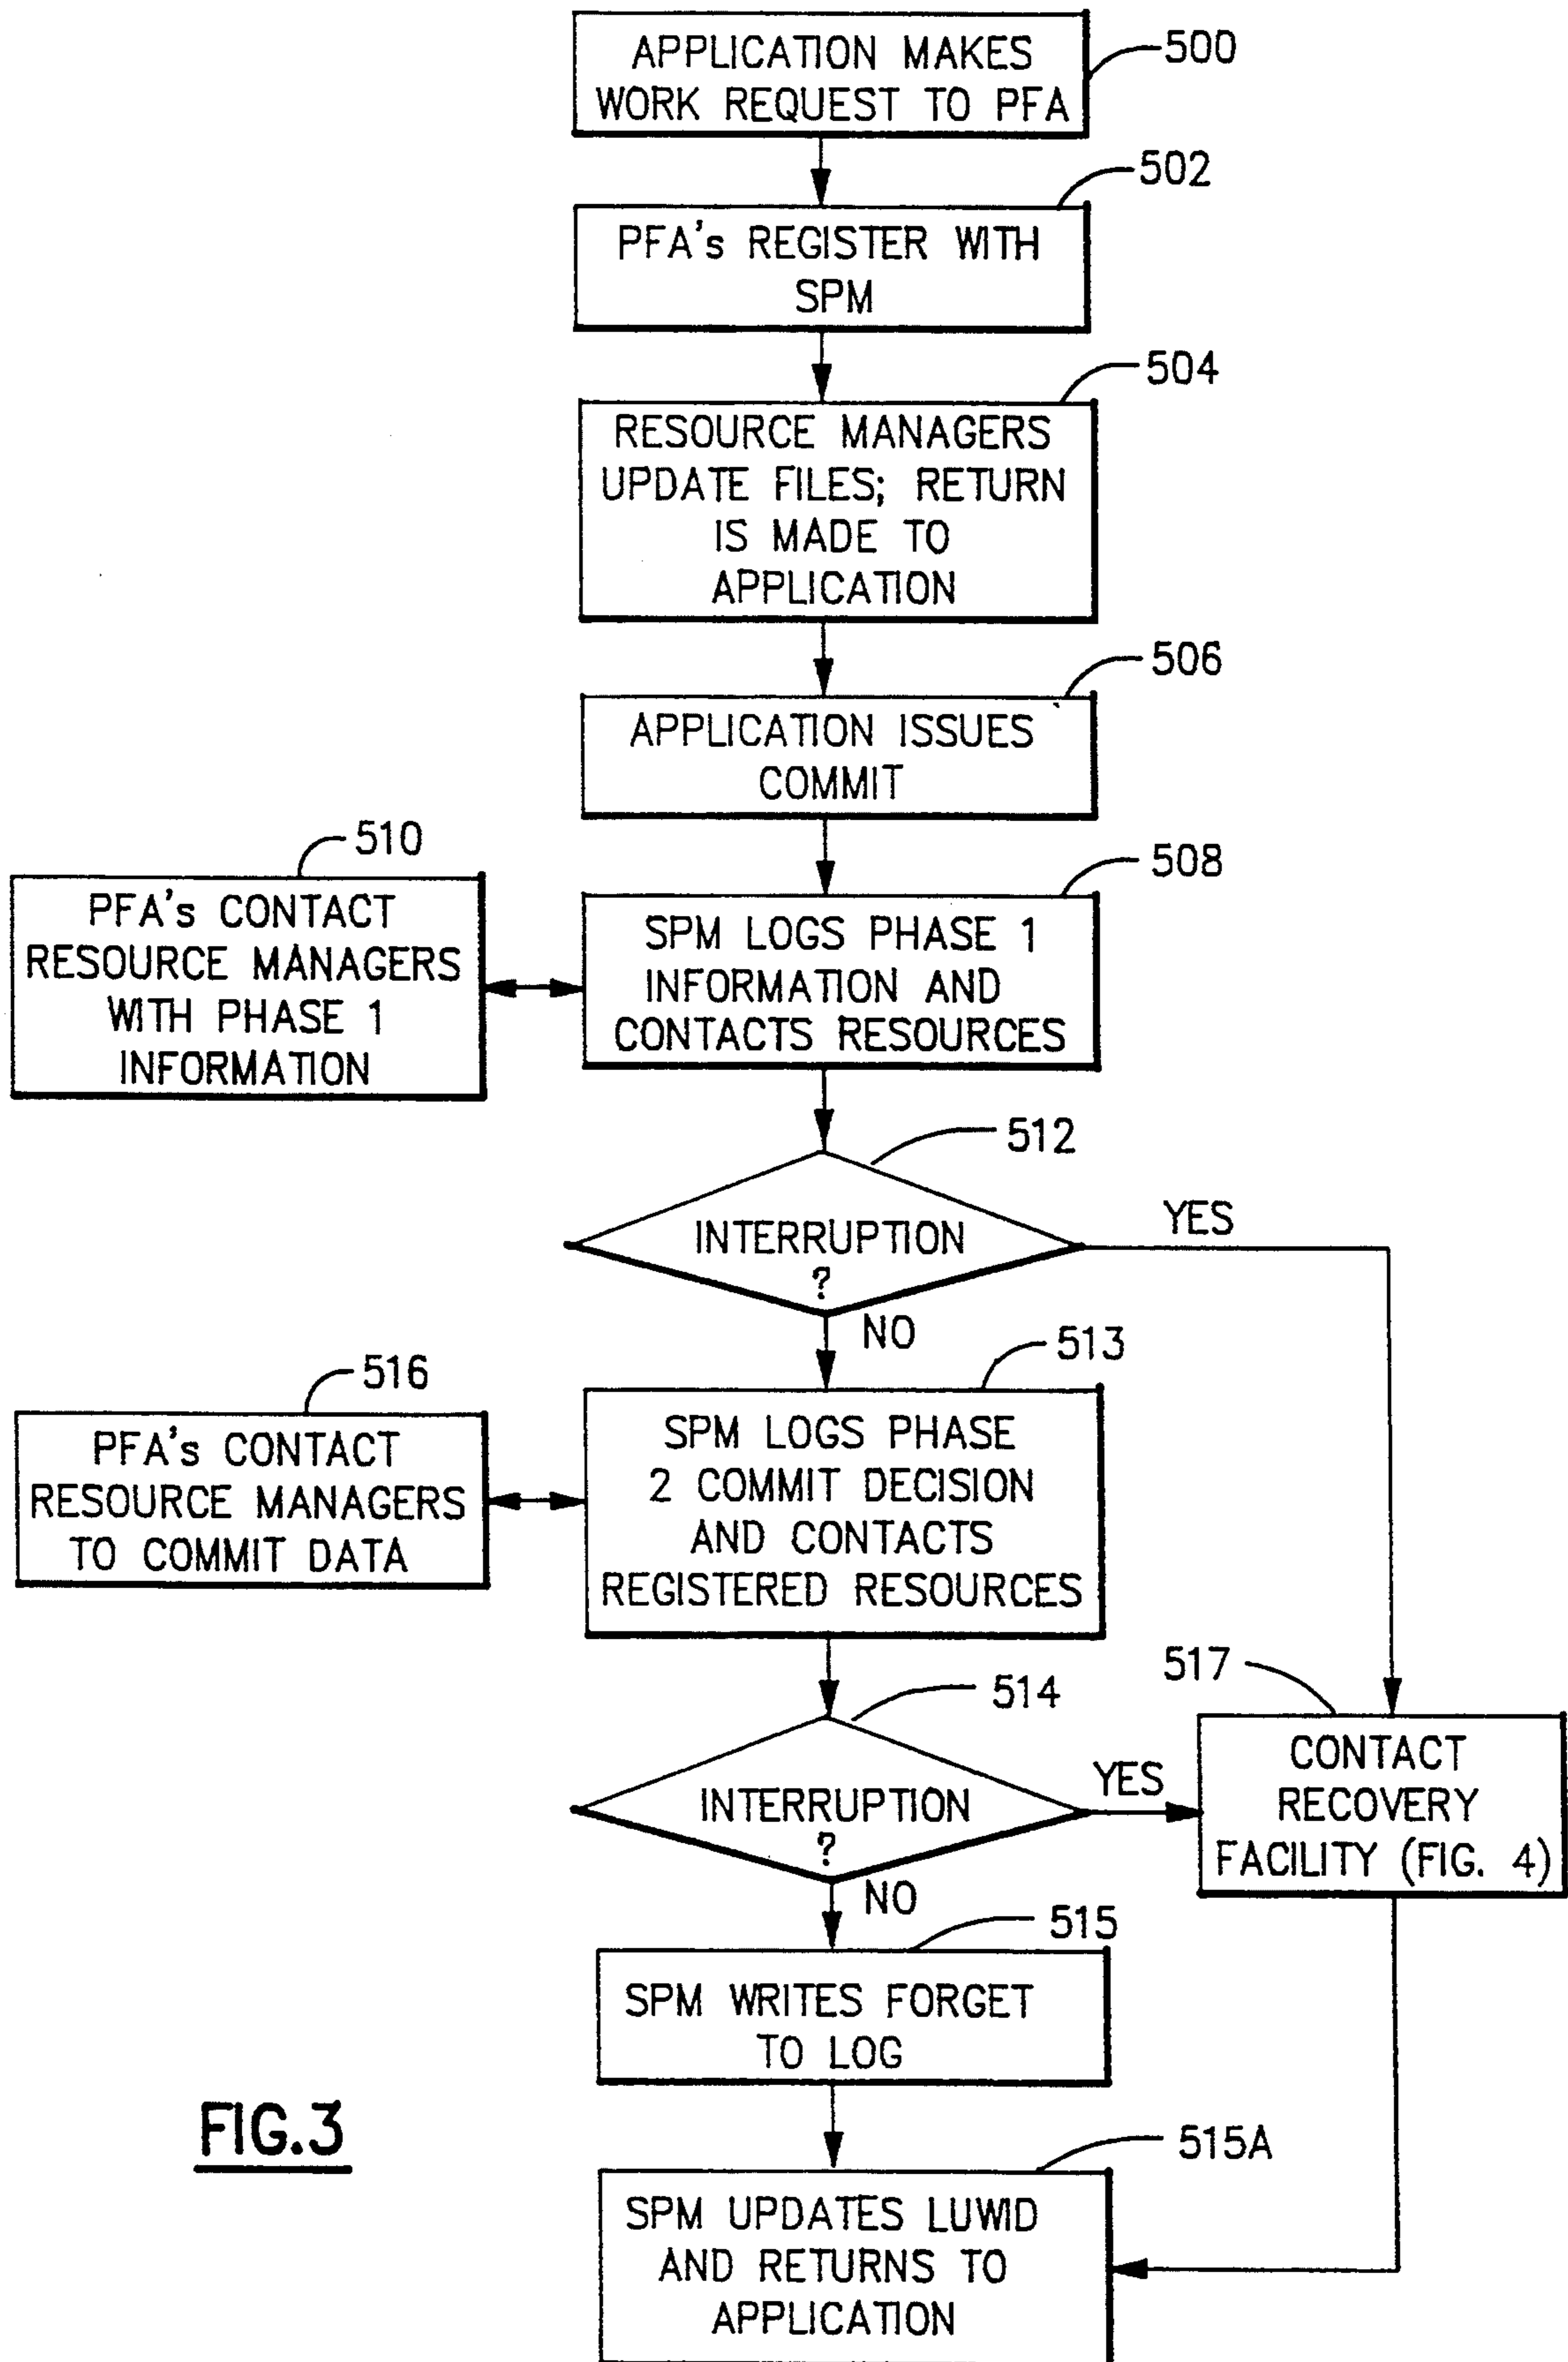 APPLICATION MAKES
WORK REQUEST TO PFA
500
502
PFA's REGISTER WITH
SPM
504
RESOURCE MANAGERS
UPDATE FILES; RETURN
IS MADE TO
APPLICATION
506
APPLICATION ISSUES
COMMIT
510
PFA's CONTACT
RESOURCE MANAGERS
WITH PHASE 1
INFORMATION
508
SPM LOGS PHASE 1
INFORMATION AND
CONTACTS RESOURCES
512
INTERRUPTION
?
YES
NO
516
PFA's CONTACT
RESOURCE MANAGERS
TO COMMIT DATA
513
SPM LOGS PHASE
2 COMMIT DECISION
AND CONTACTS
REGISTERED RESOURCES
514
INTERRUPTION
?
YES
NO
517
CONTACT
RECOVERY
FACILITY (FIG. 4)
515
SPM WRITES FORGET
TO LOG
515A
SPM UPDATES LUWID
AND RETURNS TO
APPLICATION
FIG.3